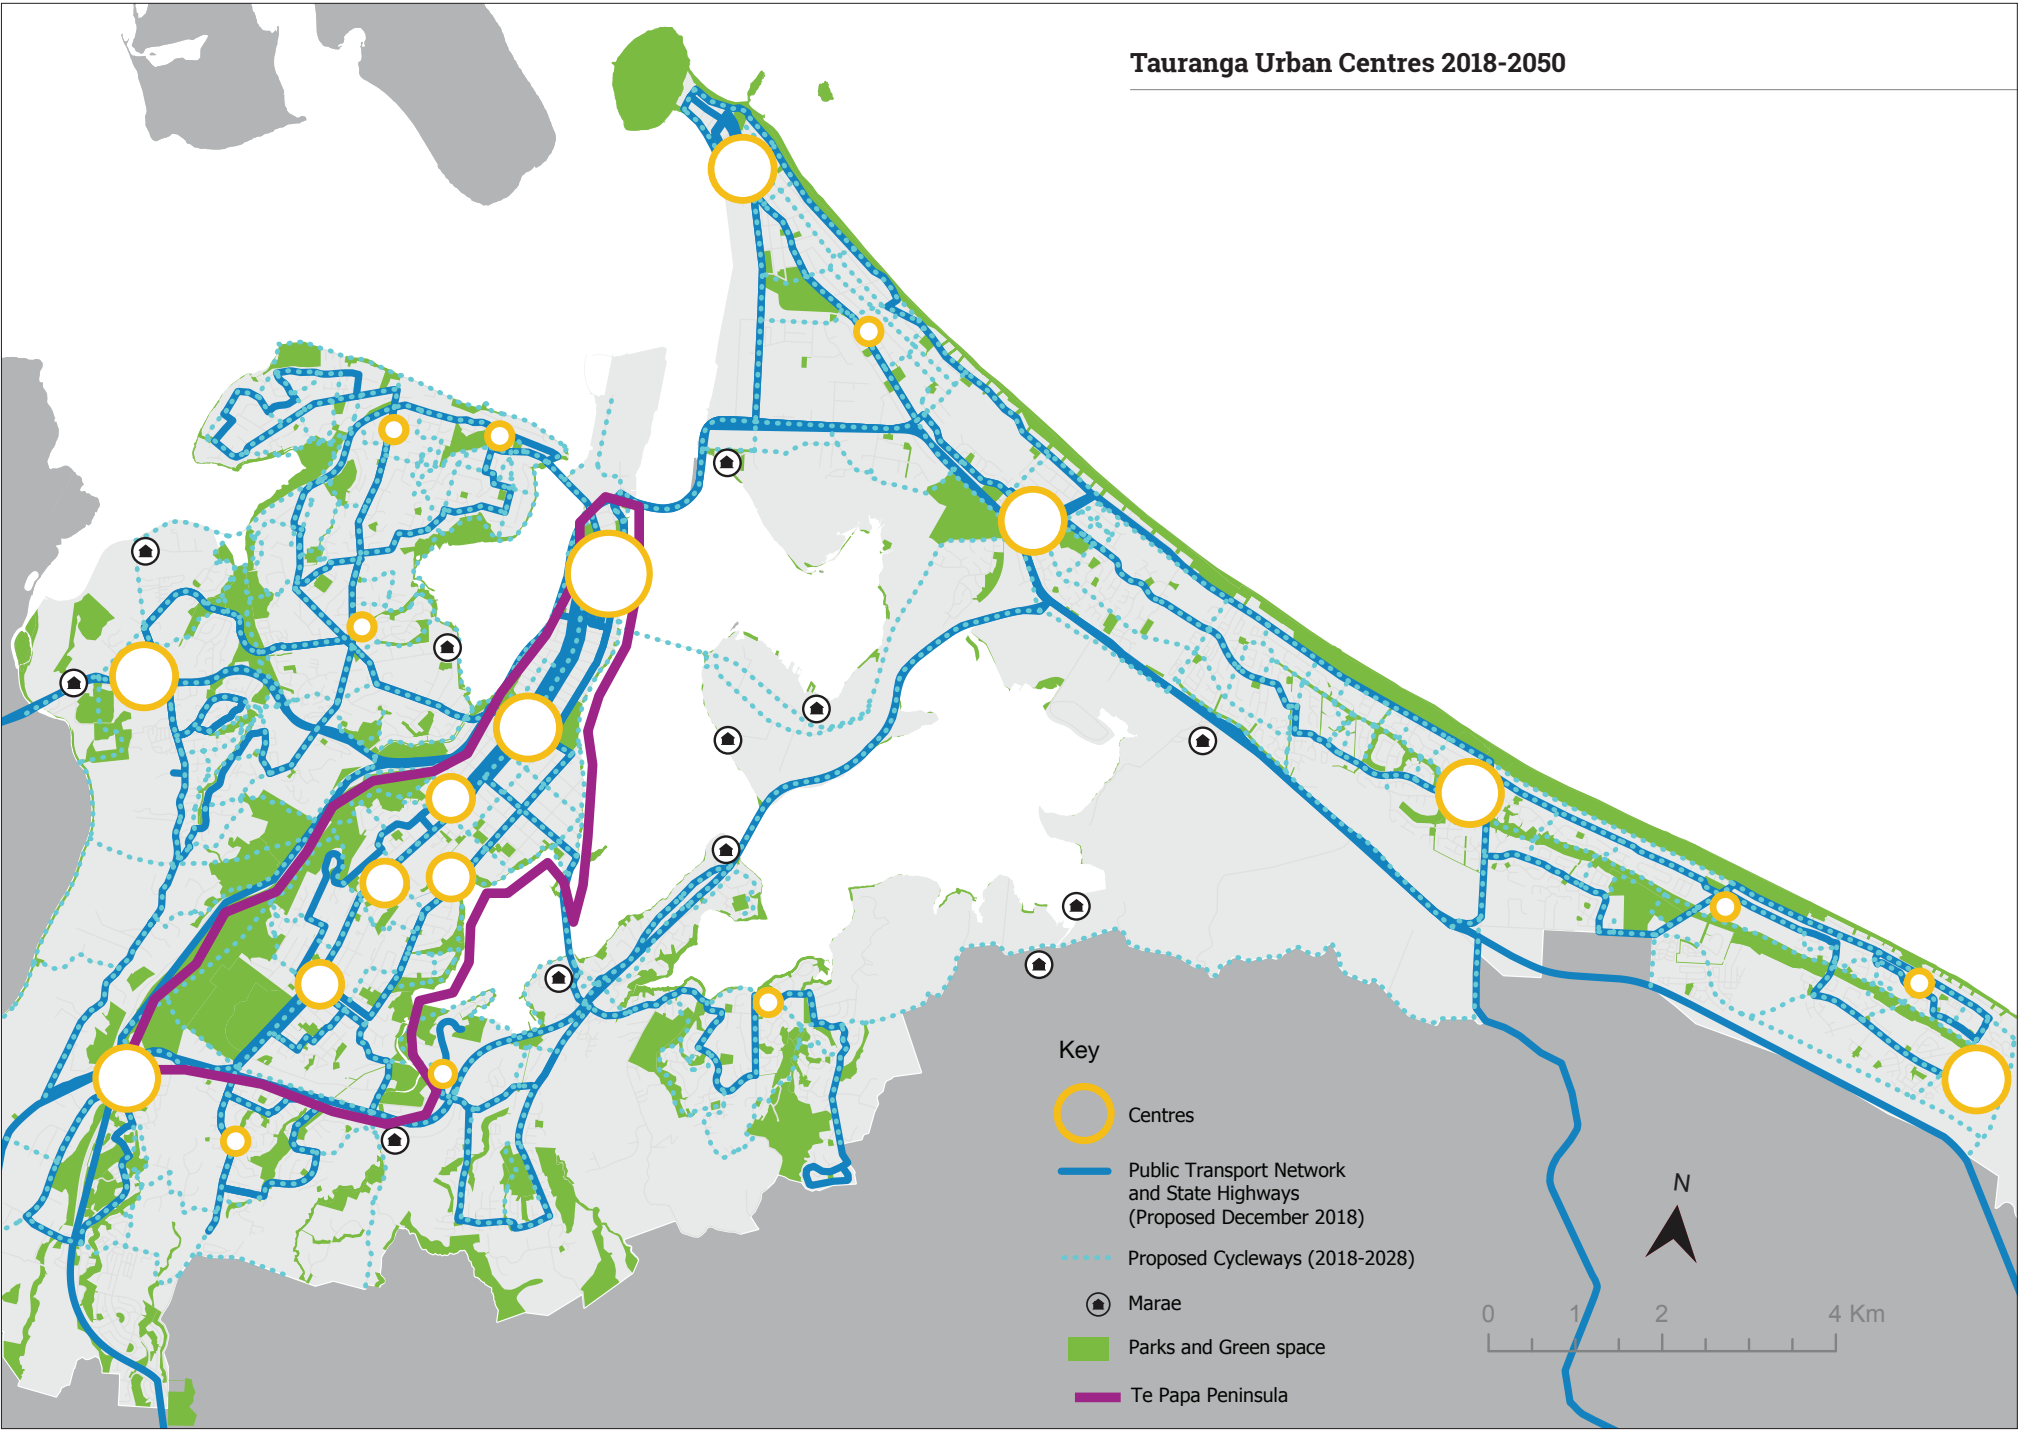 Tauranga Urban Centres 2018-2050
Key
Centres
Public Transport Network
and State Highways
(Proposed December 2018)
Proposed Cycleways (2018-2028)
Marae
Parks and Green space
Te Papa Peninsula
N
0 1 2 4 Km